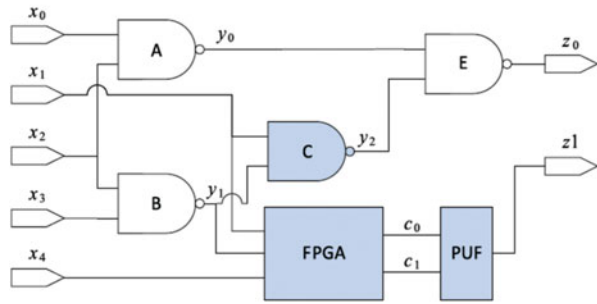 x₀
A
y₀
E
z₀
x₁
x₂
C
y₂
z1
x₃
B
y₁
x₄
FPGA
c₀
c₁
PUF